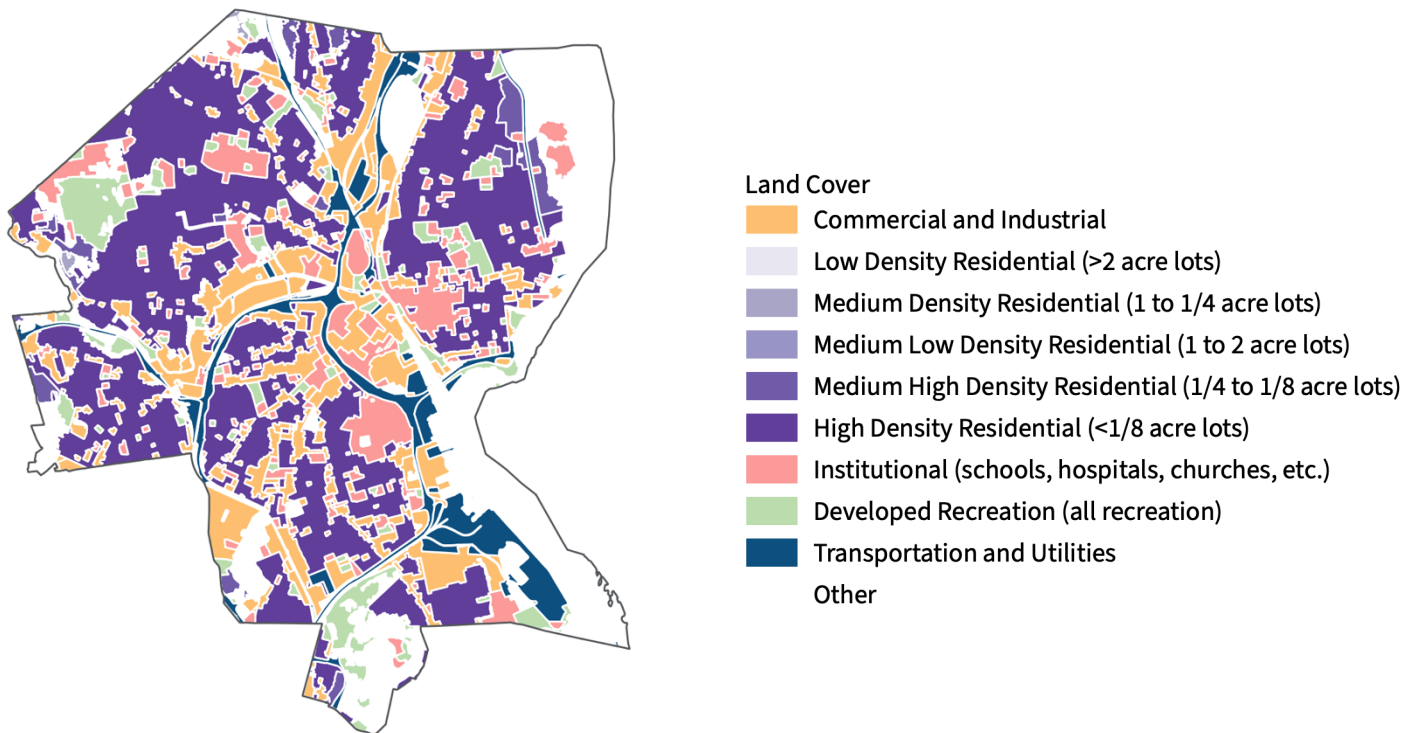 Land Cover
Commercial and Industrial
Low Density Residential (>2 acre lots)
Medium Density Residential (1 to 1/4 acre lots)
Medium Low Density Residential (1 to 2 acre lots)
Medium High Density Residential (1/4 to 1/8 acre lots)
High Density Residential (<1/8 acre lots)
Institutional (schools, hospitals, churches, etc.)
Developed Recreation (all recreation)
Transportation and Utilities
Other